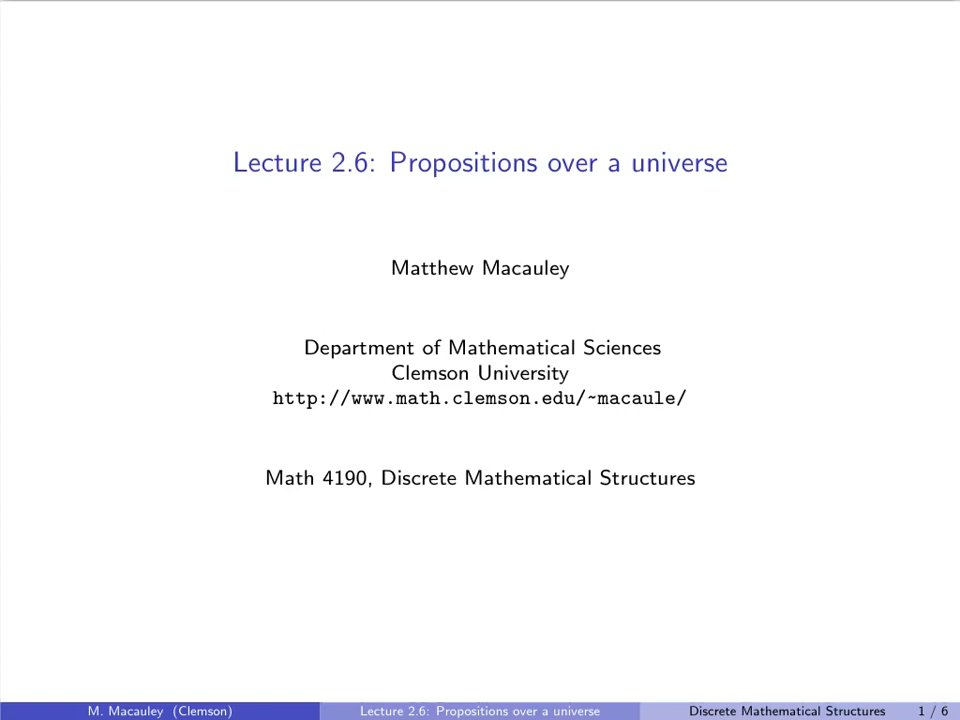 Lecture 2.6: Propositions over a universe
Matthew Macauley
Department of Mathematical Sciences
Clemson University
http://www.math.clemson.edu/~macaule/
Math 4190, Discrete Mathematical Structures
M. Macauley (Clemson) Lecture 2.6: Propositions over a universe Discrete Mathematical Structures 1 / 6